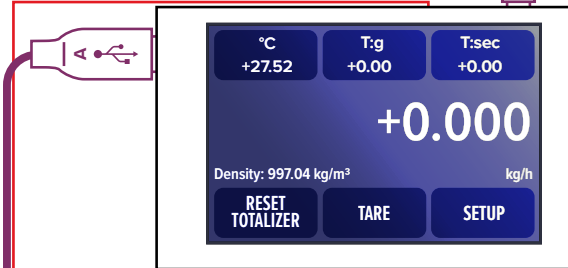 °C T:g T:sec
+27.52 +0.00 +0.00
A
+0.000
Density: 997.04 kg/m³ kg/h
RESET
TOTALIZER TARE SETUP